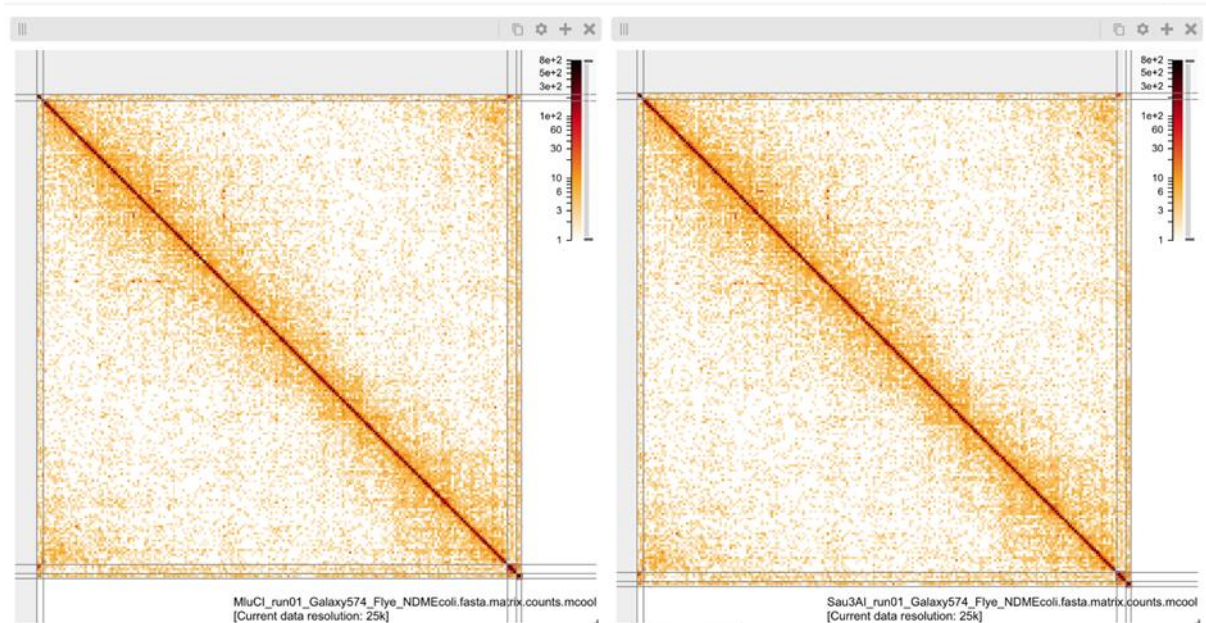 8e+2
5e+2
3e+2
1e+2
60
30
10
6
3
1
MluCI_run01_Galaxy574_Flye_NDMEcoli.fasta.matrix.counts.mcool
[Current data resolution: 25k]
8e+2
5e+2
3e+2
1e+2
60
30
10
6
3
1
Sau3AI_run01_Galaxy574_Flye_NDMEcoli.fasta.matrix.counts.mcool
[Current data resolution: 25k]